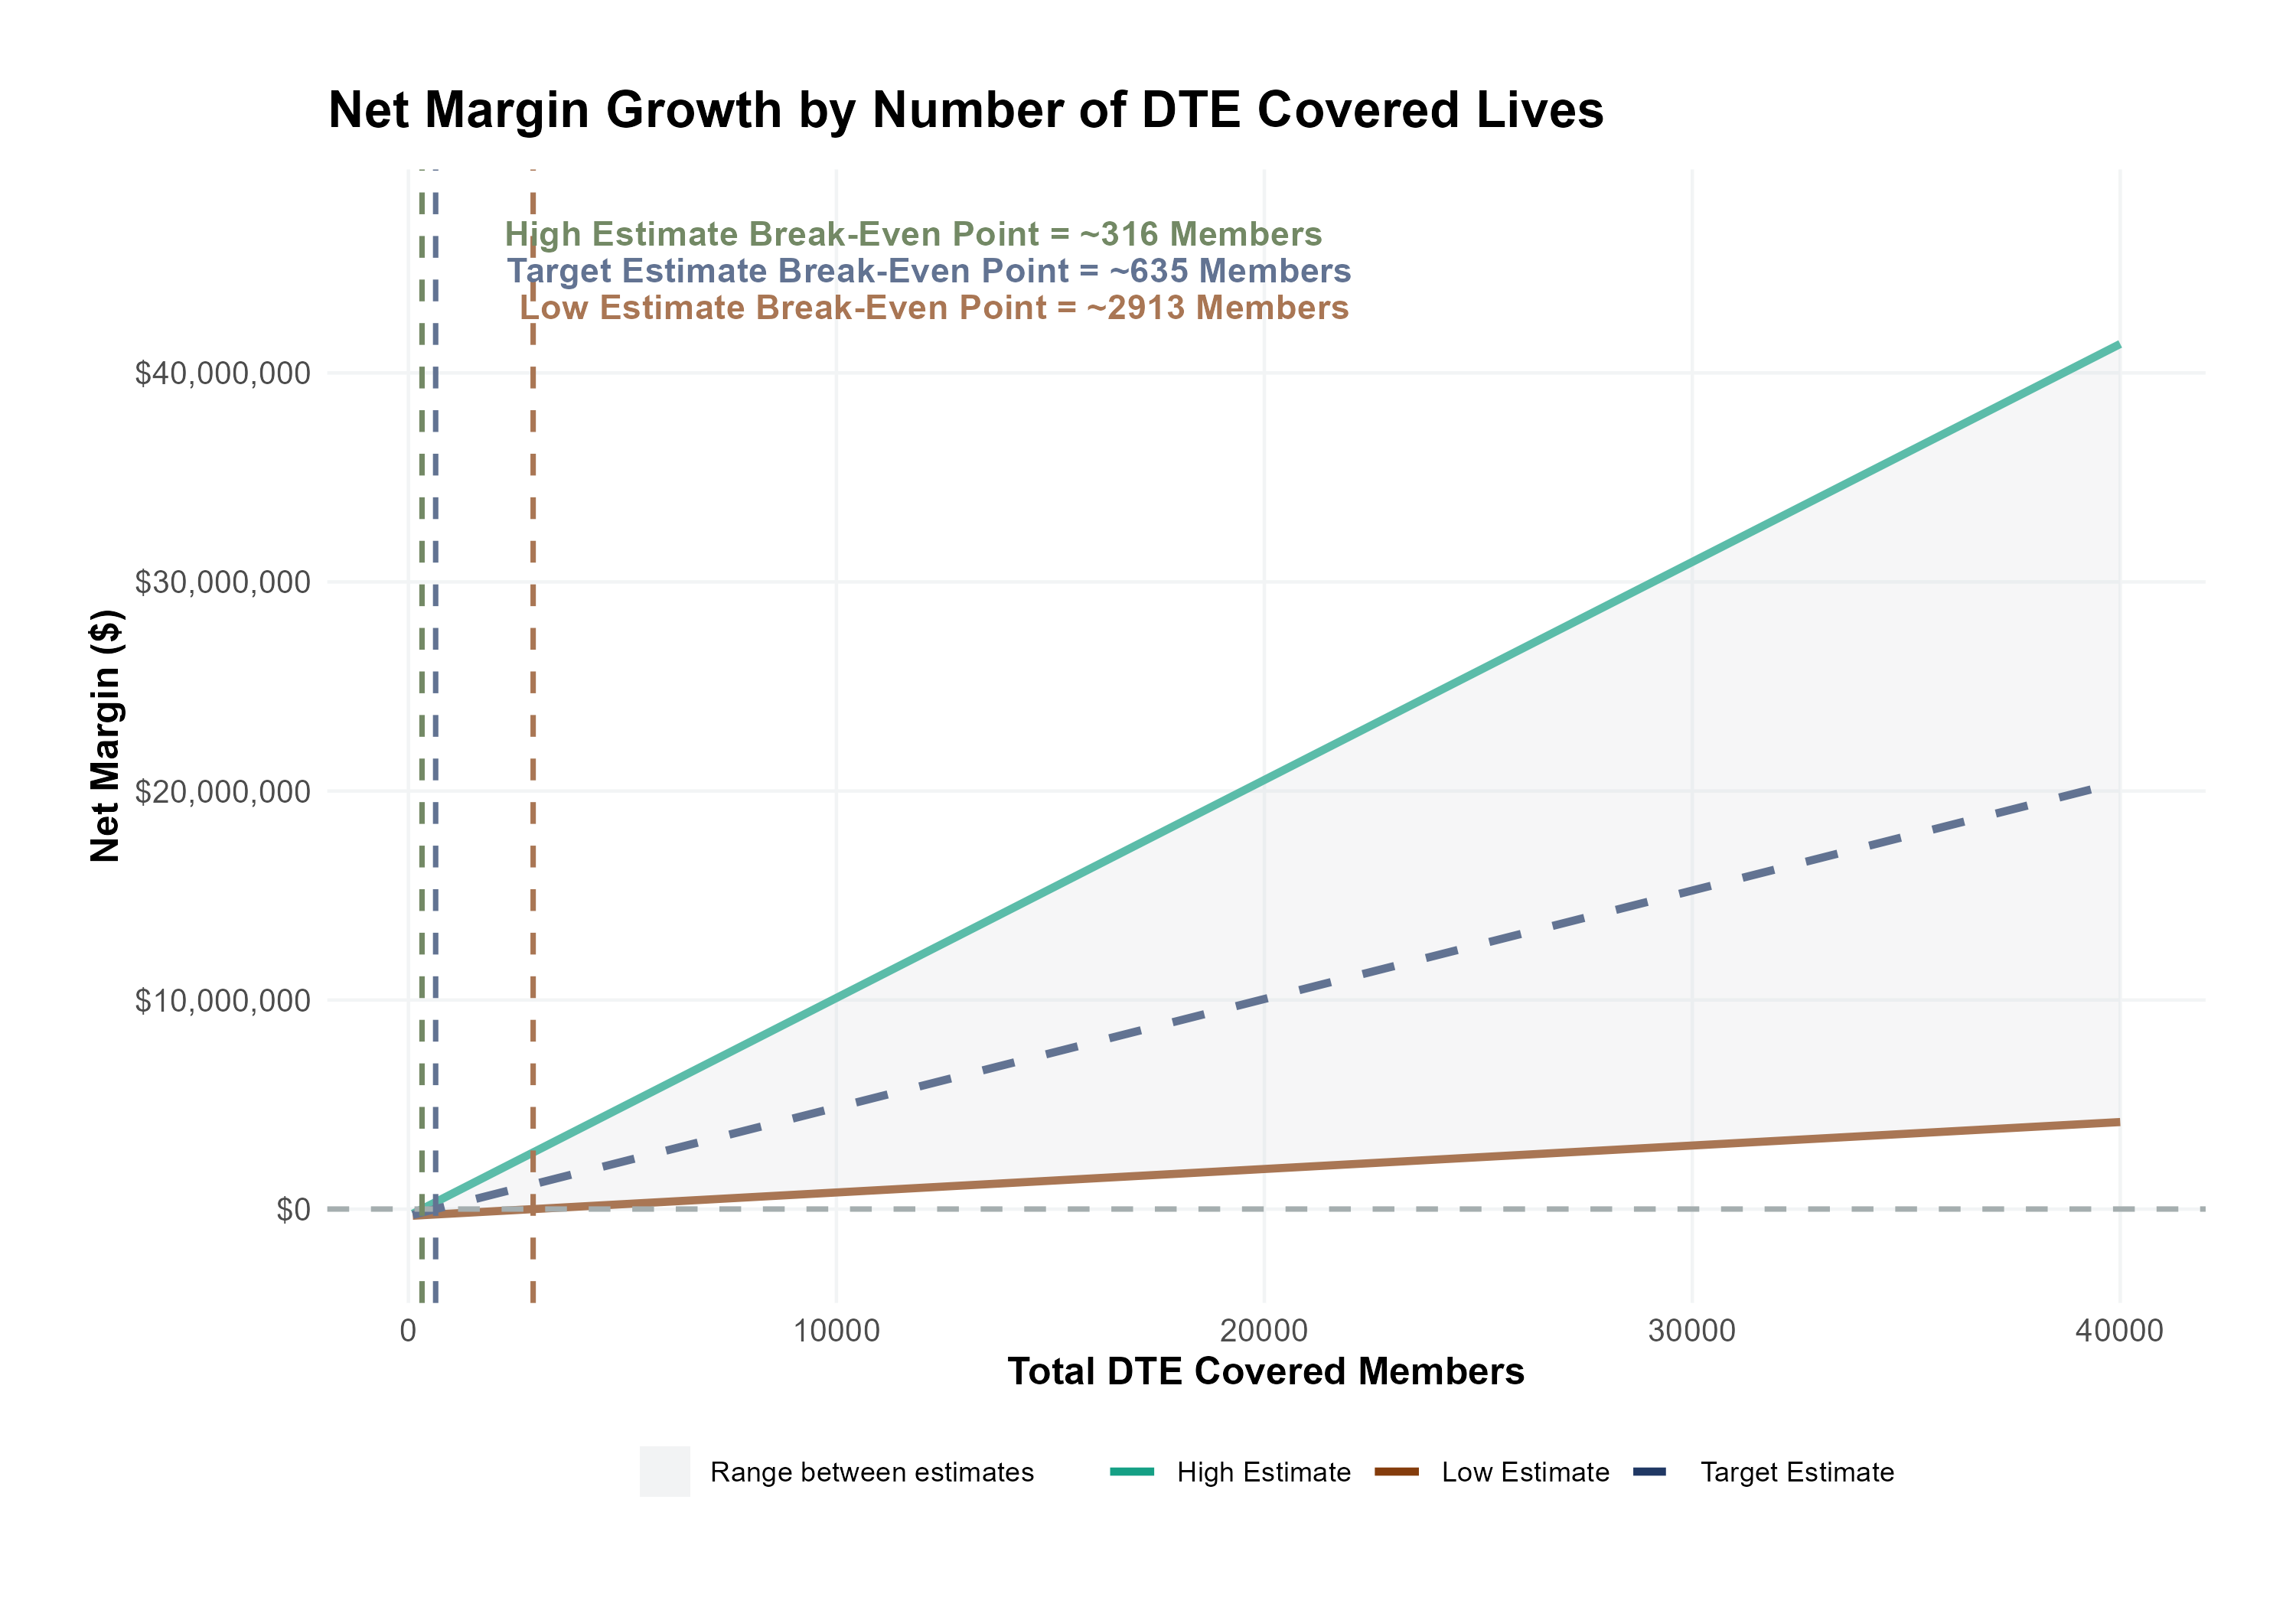 Net Margin Growth by Number of DTE Covered Lives
High Estimate Break-Even Point = ~316 Members
Target Estimate Break-Even Point = ~635 Members
Low Estimate Break-Even Point = ~2913 Members
Net Margin ($)
$40,000,000
$30,000,000
$20,000,000
$10,000,000
$0
0 10000 20000 30000 40000
Total DTE Covered Members
Range between estimates High Estimate Low Estimate Target Estimate